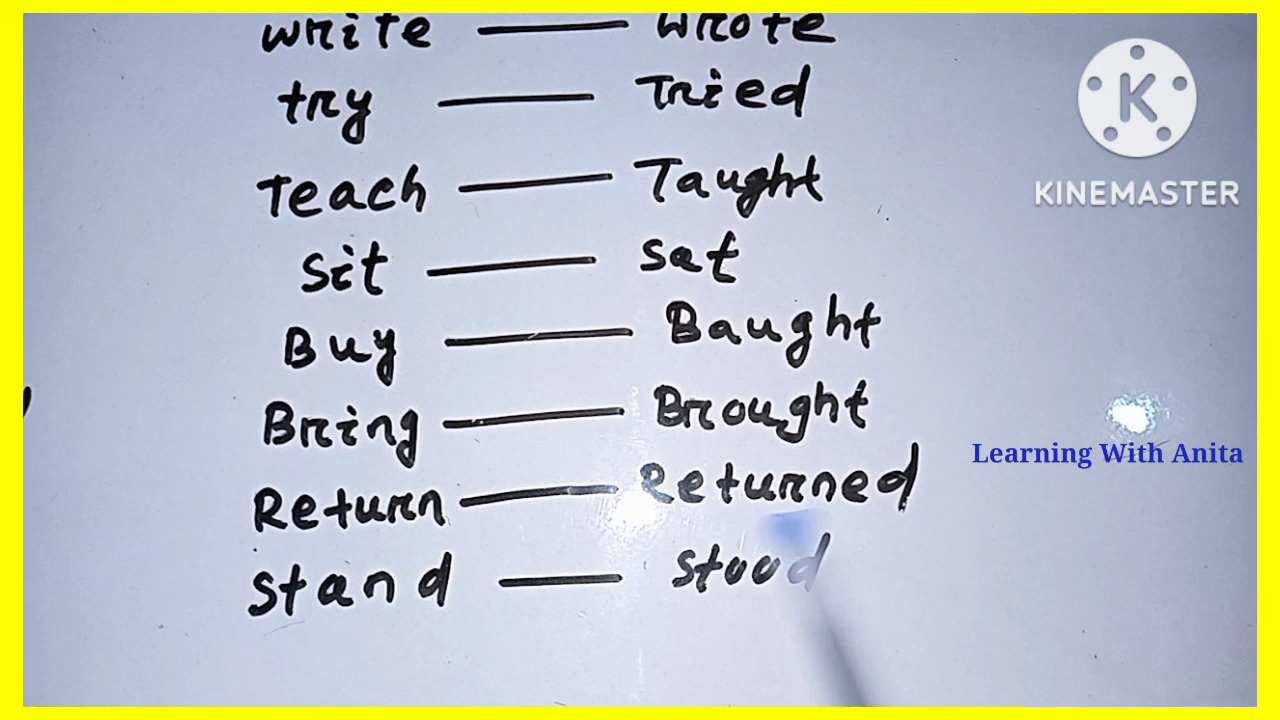 write — wrote
try — Tried
Teach — Taught
Sit — Sat
Buy — Baught
Bring — Brought
Return — Returned
Stand — Stood
K
KINEMASTER
Learning With Anita